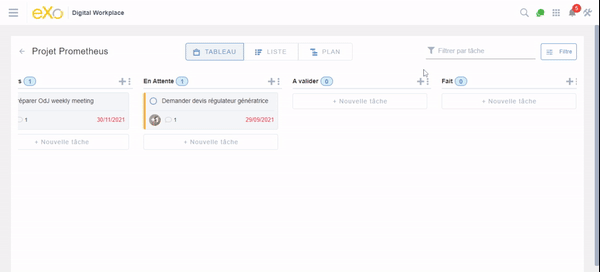 eXo Digital Workplace 5
Projet Prometheus TABLEAU LISTE PLAN Filtrer par tâche Filtre
s 1 En Attente 1 A valider 0 Fait 0
réparer OdJ weekly meeting Demander devis régulateur génératrice + Nouvelle tâche + Nouvelle tâche
1 30/11/2021 +1 1 29/09/2021
+ Nouvelle tâche + Nouvelle tâche